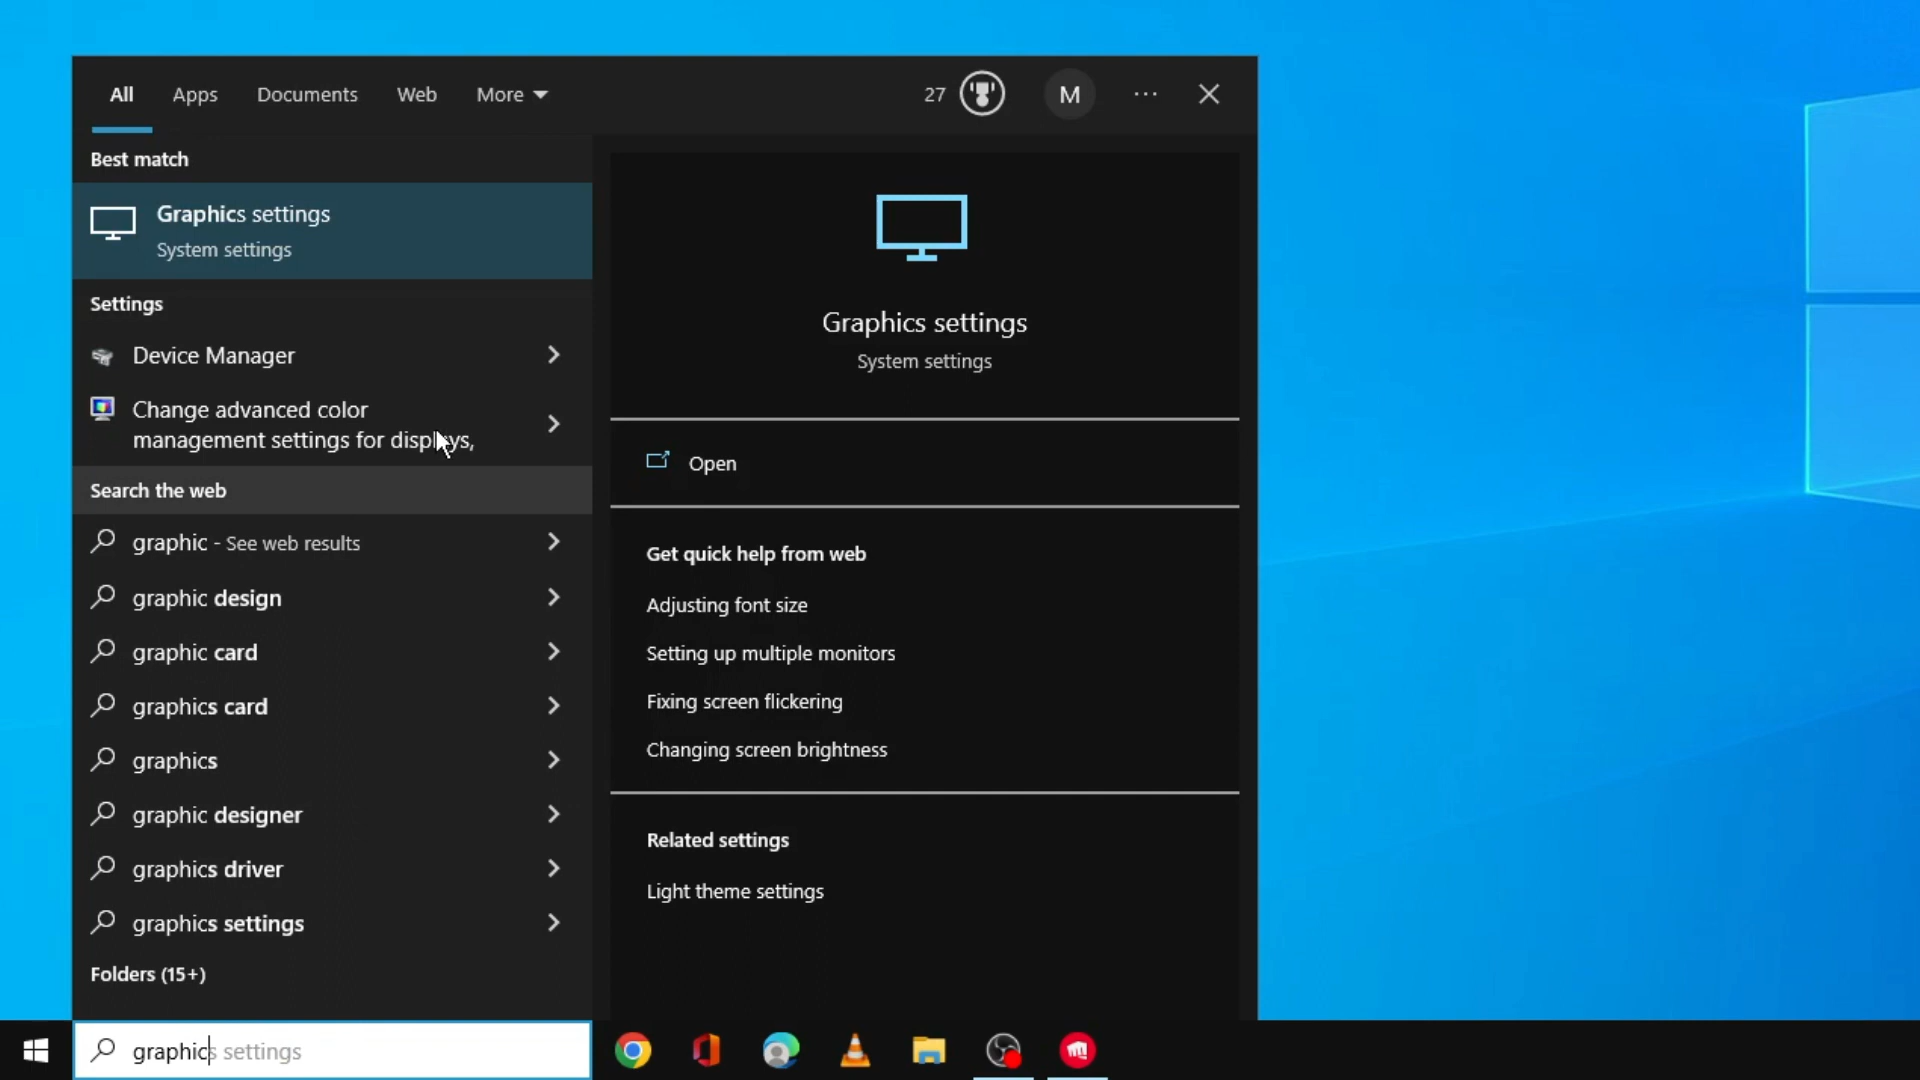 All Apps Documents Web More 27 M ...
Best match
Graphics settings
System settings
Settings
Device Manager
Change advanced color
management settings for displays,
Search the web
graphic - See web results
graphic design
graphic card
graphics card
graphics
graphic designer
graphics driver
graphics settings
Folders (15+)
Graphics settings
System settings
Open
Get quick help from web
Adjusting font size
Setting up multiple monitors
Fixing screen flickering
Changing screen brightness
Related settings
Light theme settings
graphics settings